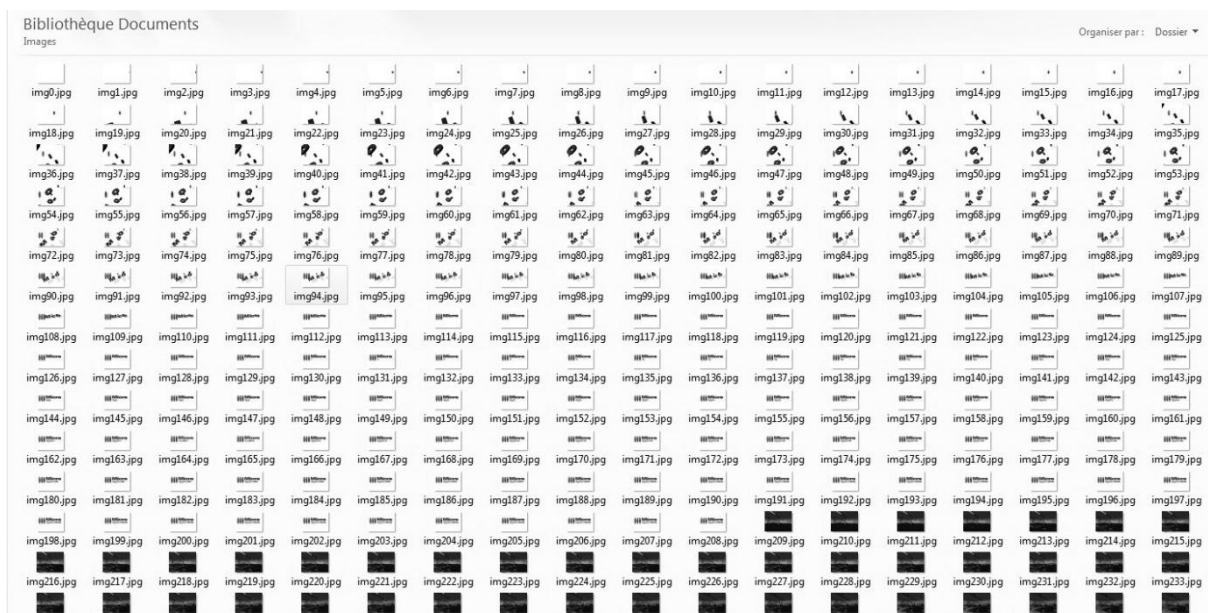 Bibliothèque Documents
Images
Organiser par : Dossier
img0.jpg img1.jpg img2.jpg img3.jpg img4.jpg img5.jpg img6.jpg img7.jpg img8.jpg img9.jpg img10.jpg img11.jpg img12.jpg img13.jpg img14.jpg img15.jpg img16.jpg img17.jpg
img18.jpg img19.jpg img20.jpg img21.jpg img22.jpg img23.jpg img24.jpg img25.jpg img26.jpg img27.jpg img28.jpg img29.jpg img30.jpg img31.jpg img32.jpg img33.jpg img34.jpg img35.jpg
img36.jpg img37.jpg img38.jpg img39.jpg img40.jpg img41.jpg img42.jpg img43.jpg img44.jpg img45.jpg img46.jpg img47.jpg img48.jpg img49.jpg img50.jpg img51.jpg img52.jpg img53.jpg
img54.jpg img55.jpg img56.jpg img57.jpg img58.jpg img59.jpg img60.jpg img61.jpg img62.jpg img63.jpg img64.jpg img65.jpg img66.jpg img67.jpg img68.jpg img69.jpg img70.jpg img71.jpg
img72.jpg img73.jpg img74.jpg img75.jpg img76.jpg img77.jpg img78.jpg img79.jpg img80.jpg img81.jpg img82.jpg img83.jpg img84.jpg img85.jpg img86.jpg img87.jpg img88.jpg img89.jpg
img90.jpg img91.jpg img92.jpg img93.jpg img94.jpg img95.jpg img96.jpg img97.jpg img98.jpg img99.jpg img100.jpg img101.jpg img102.jpg img103.jpg img104.jpg img105.jpg img106.jpg img107.jpg
img108.jpg img109.jpg img110.jpg img111.jpg img112.jpg img113.jpg img114.jpg img115.jpg img116.jpg img117.jpg img118.jpg img119.jpg img120.jpg img121.jpg img122.jpg img123.jpg img124.jpg img125.jpg
img126.jpg img127.jpg img128.jpg img129.jpg img130.jpg img131.jpg img132.jpg img133.jpg img134.jpg img135.jpg img136.jpg img137.jpg img138.jpg img139.jpg img140.jpg img141.jpg img142.jpg img143.jpg
img144.jpg img145.jpg img146.jpg img147.jpg img148.jpg img149.jpg img150.jpg img151.jpg img152.jpg img153.jpg img154.jpg img155.jpg img156.jpg img157.jpg img158.jpg img159.jpg img160.jpg img161.jpg
img162.jpg img163.jpg img164.jpg img165.jpg img166.jpg img167.jpg img168.jpg img169.jpg img170.jpg img171.jpg img172.jpg img173.jpg img174.jpg img175.jpg img176.jpg img177.jpg img178.jpg img179.jpg
img180.jpg img181.jpg img182.jpg img183.jpg img184.jpg img185.jpg img186.jpg img187.jpg img188.jpg img189.jpg img190.jpg img191.jpg img192.jpg img193.jpg img194.jpg img195.jpg img196.jpg img197.jpg
img198.jpg img199.jpg img200.jpg img201.jpg img202.jpg img203.jpg img204.jpg img205.jpg img206.jpg img207.jpg img208.jpg img209.jpg img210.jpg img211.jpg img212.jpg img213.jpg img214.jpg img215.jpg
img216.jpg img217.jpg img218.jpg img219.jpg img220.jpg img221.jpg img222.jpg img223.jpg img224.jpg img225.jpg img226.jpg img227.jpg img228.jpg img229.jpg img230.jpg img231.jpg img232.jpg img233.jpg